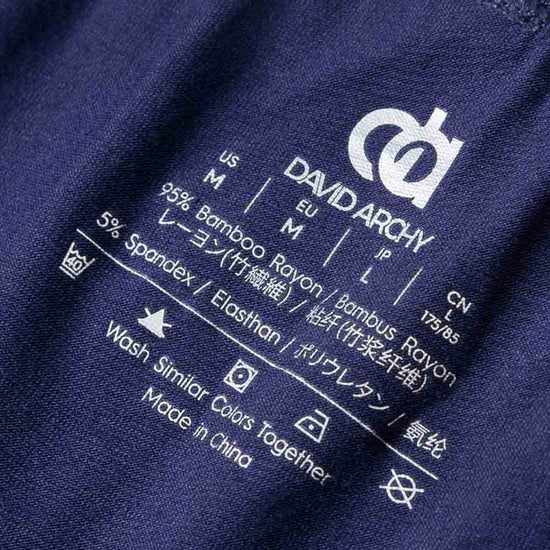 DAVID ARCHY
US M | EU M | JP L | CN L 175/85
95% Bamboo Rayon / Bambus Rayon
レーヨン(竹繊維) / 粘纤(竹浆纤维)
5% Spandex / Elasthan / ポリウレタン / 氨纶
40
Wash Similar Colors Together
Made in China